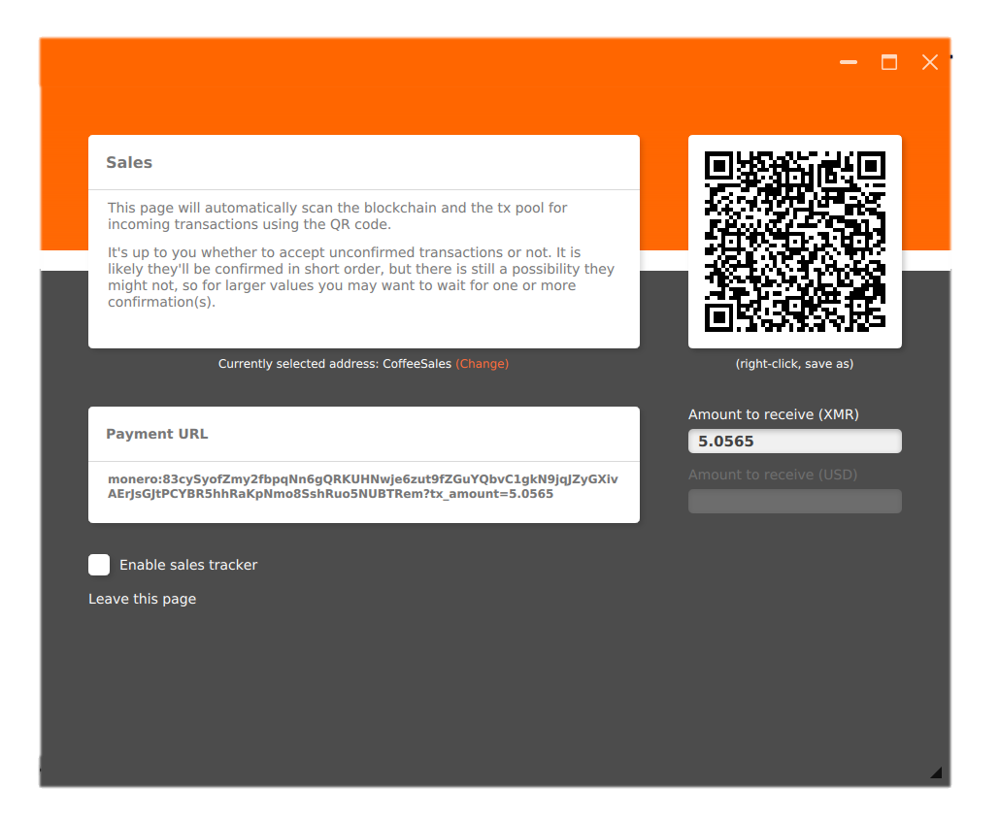 Sales
This page will automatically scan the blockchain and the tx pool for
incoming transactions using the QR code.
It's up to you whether to accept unconfirmed transactions or not. It is
likely they'll be confirmed in short order, but there is still a possibility they
might not, so for larger values you may want to wait for one or more
confirmation(s).
Currently selected address: CoffeeSales (Change)
(right-click, save as)
Payment URL
monero:83cySyofZmy2fbpqNn6gQRKUHNwje6zut9fZGuYQbvC1gkN9jqJZyGXiv
AErJsGJtPCYBR5hhRaKpNmo8SshRuo5NUBTRem?tx_amount=5.0565
Amount to receive (XMR)
5.0565
Amount to receive (USD)
Enable sales tracker
Leave this page